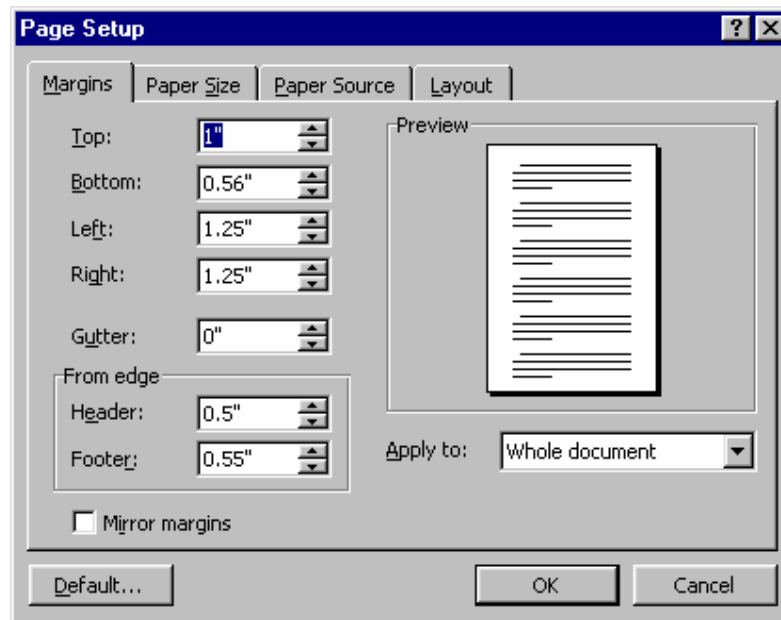 Page Setup
Margins Paper Size Paper Source Layout
Top: 1"
Bottom: 0.56"
Left: 1.25"
Right: 1.25"
Gutter: 0"
From edge
Header: 0.5"
Footer: 0.55"
Mirror margins
Preview
Apply to: Whole document
Default... OK Cancel